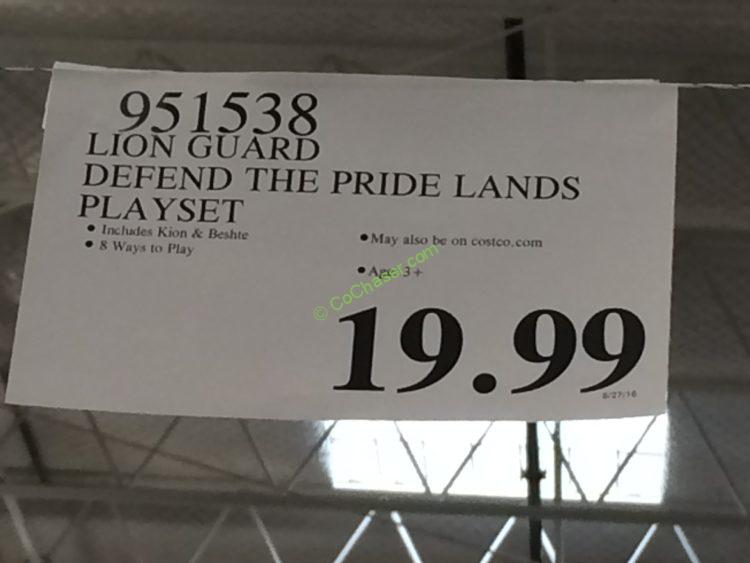 951538
LION GUARD
DEFEND THE PRIDE LANDS
PLAYSET
• Includes Kion & Beshte
• 8 Ways to Play
• May also be on costco.com
• Age 3+
© CoChaser.com
19.99
8/27/16